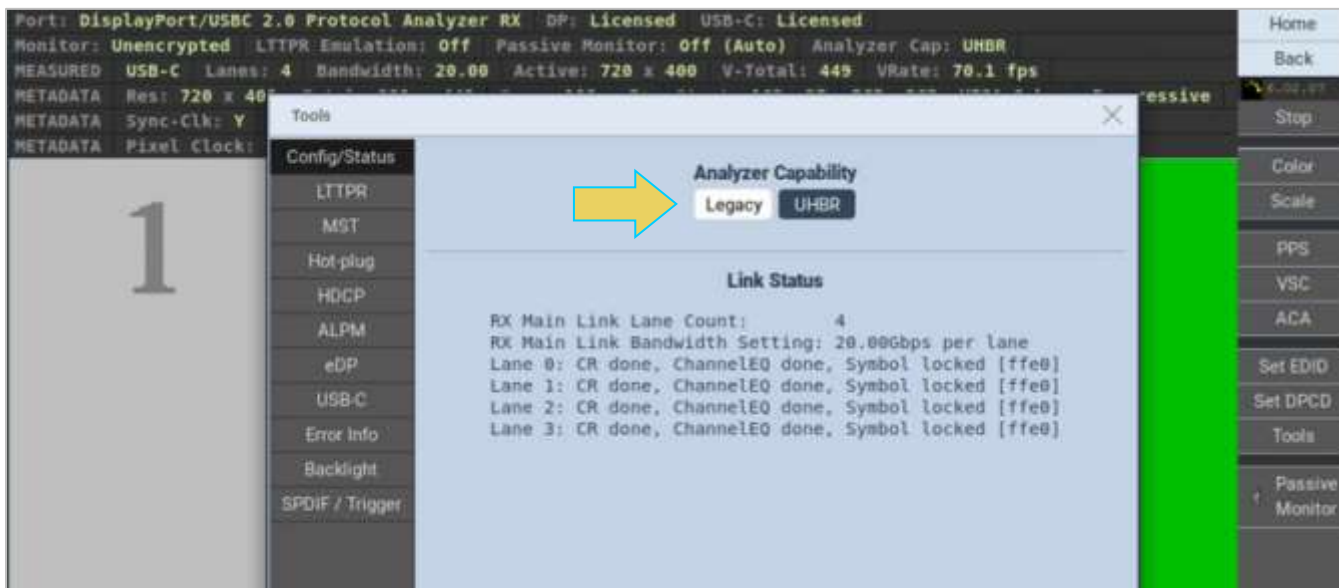 Port: DisplayPort/USBC 2.0 Protocol Analyzer RX DP: Licensed USB-C: Licensed
Monitor: Unencrypted LTTPR Emulation: Off Passive Monitor: Off (Auto) Analyzer Cap: UHBR
MEASURED USB-C Lanes: 4 Bandwidth: 20.00 Active: 720 x 400 V-Total: 449 VRate: 70.1 fps
METADATA Res: 720 x 40 essive
METADATA Sync-Clk: Y
METADATA Pixel Clock:
1
Tools
Config/Status
LTTPR
MST
Hot-plug
HDCP
ALPM
eDP
USB-C
Error Info
Backlight
SPDIF / Trigger
Analyzer Capability
Legacy UHBR
Link Status
RX Main Link Lane Count: 4
RX Main Link Bandwidth Setting: 20.00Gbps per lane
Lane 0: CR done, ChannelEQ done, Symbol locked [ffe0]
Lane 1: CR done, ChannelEQ done, Symbol locked [ffe0]
Lane 2: CR done, ChannelEQ done, Symbol locked [ffe0]
Lane 3: CR done, ChannelEQ done, Symbol locked [ffe0]
Home
Back
Stop
Color
Scale
PPS
VSC
ACA
Set EDID
Set DPCD
Tools
Passive
Monitor